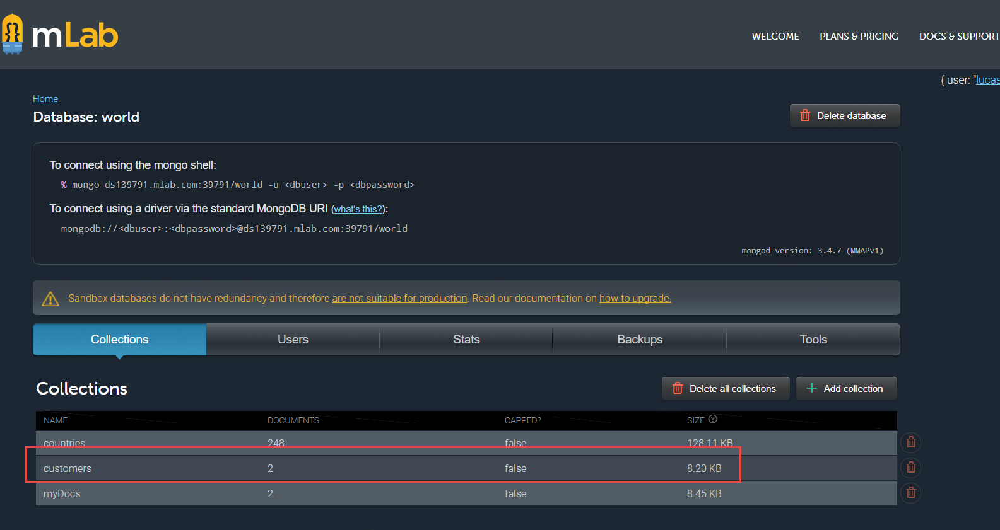 mLab
WELCOME PLANS & PRICING DOCS & SUPPORT
{ user: "lucas
Home
Database: world
Delete database
To connect using the mongo shell:
% mongo ds139791.mlab.com:39791/world -u <dbuser> -p <dbpassword>
To connect using a driver via the standard MongoDB URI (what's this?):
mongodb://<dbuser>:<dbpassword>@ds139791.mlab.com:39791/world
mongod version: 3.4.7 (MMAPv1)
Sandbox databases do not have redundancy and therefore are not suitable for production. Read our documentation on how to upgrade.
Collections Users Stats Backups Tools
Collections
Delete all collections Add collection
NAME DOCUMENTS CAPPED? SIZE ?
countries 248 false 128.11 KB
customers 2 false 8.20 KB
myDocs 2 false 8.45 KB